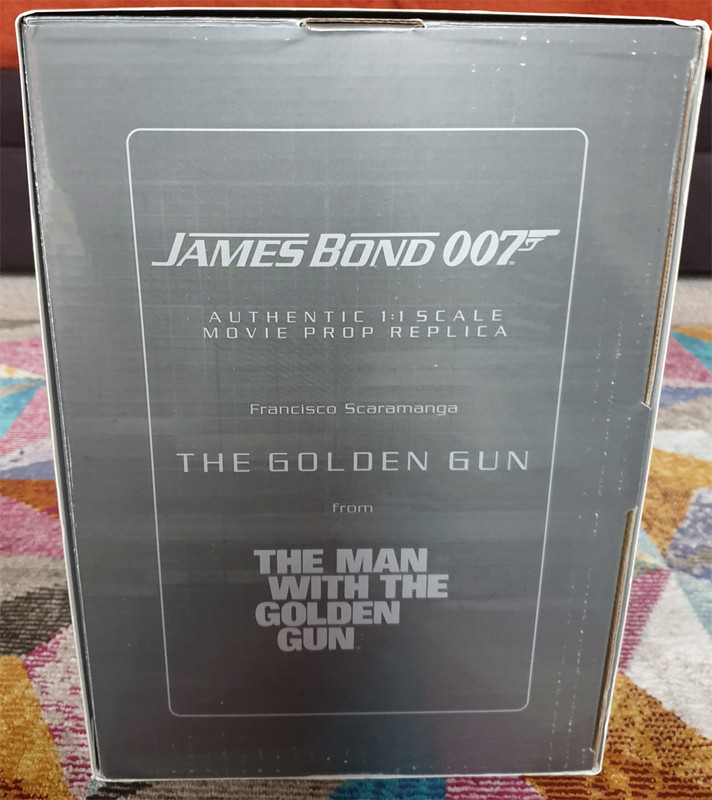 JAMES BOND 007
AUTHENTIC 1:1 SCALE
MOVIE PROP REPLICA
Francisco Scaramanga
THE GOLDEN GUN
from
THE MAN
WITH THE
GOLDEN
GUN